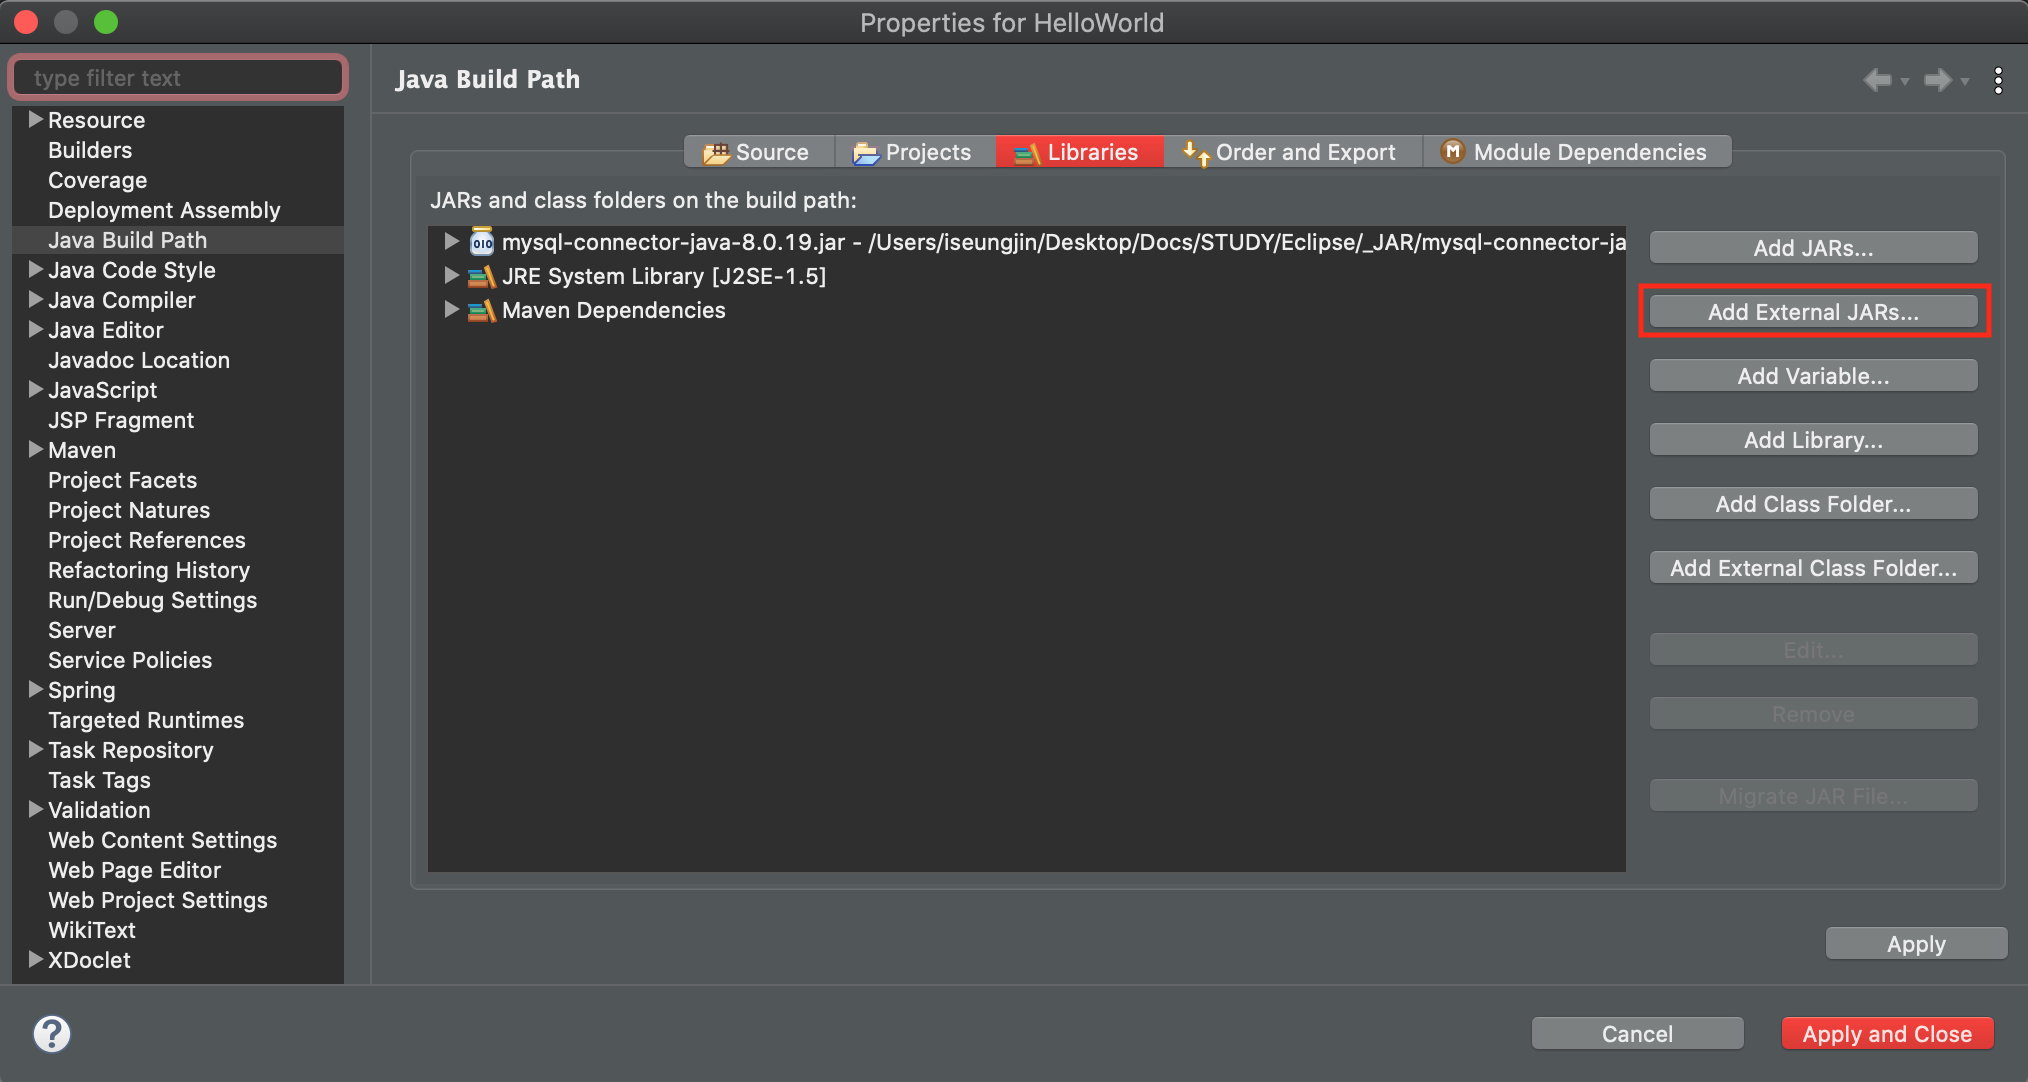 Properties for HelloWorld
type filter text
Resource
Builders
Coverage
Deployment Assembly
Java Build Path
Java Code Style
Java Compiler
Java Editor
Javadoc Location
JavaScript
JSP Fragment
Maven
Project Facets
Project Natures
Project References
Refactoring History
Run/Debug Settings
Server
Service Policies
Spring
Targeted Runtimes
Task Repository
Task Tags
Validation
Web Content Settings
Web Page Editor
Web Project Settings
WikiText
XDoclet
Java Build Path
Source Projects Libraries Order and Export M Module Dependencies
JARs and class folders on the build path:
010 mysql-connector-java-8.0.19.jar - /Users/iseungjin/Desktop/Docs/STUDY/Eclipse/_JAR/mysql-connector-ja
JRE System Library [J2SE-1.5]
Maven Dependencies
Add JARs...
Add External JARs...
Add Variable...
Add Library...
Add Class Folder...
Add External Class Folder...
Edit...
Remove
Migrate JAR File...
Apply
?
Cancel
Apply and Close